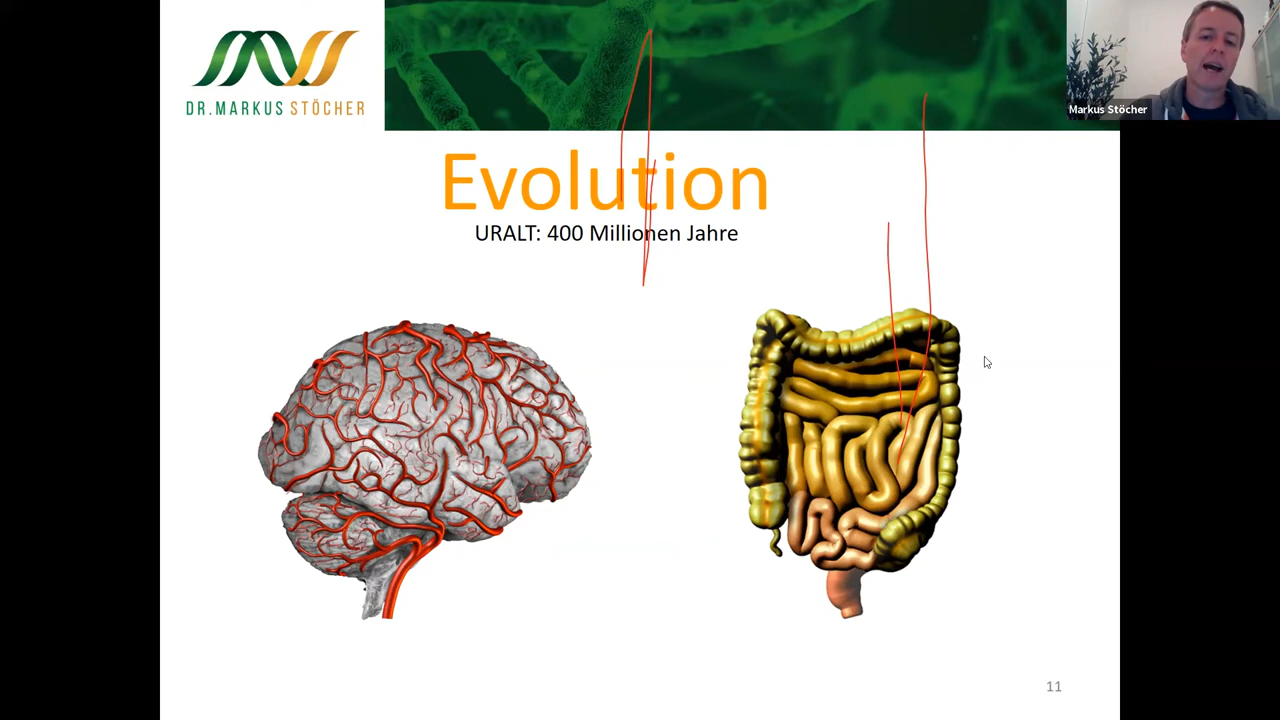 DR.MARKUS STÖCHER
Markus Stöcher
Evolution
URALT: 400 Millionen Jahre
11